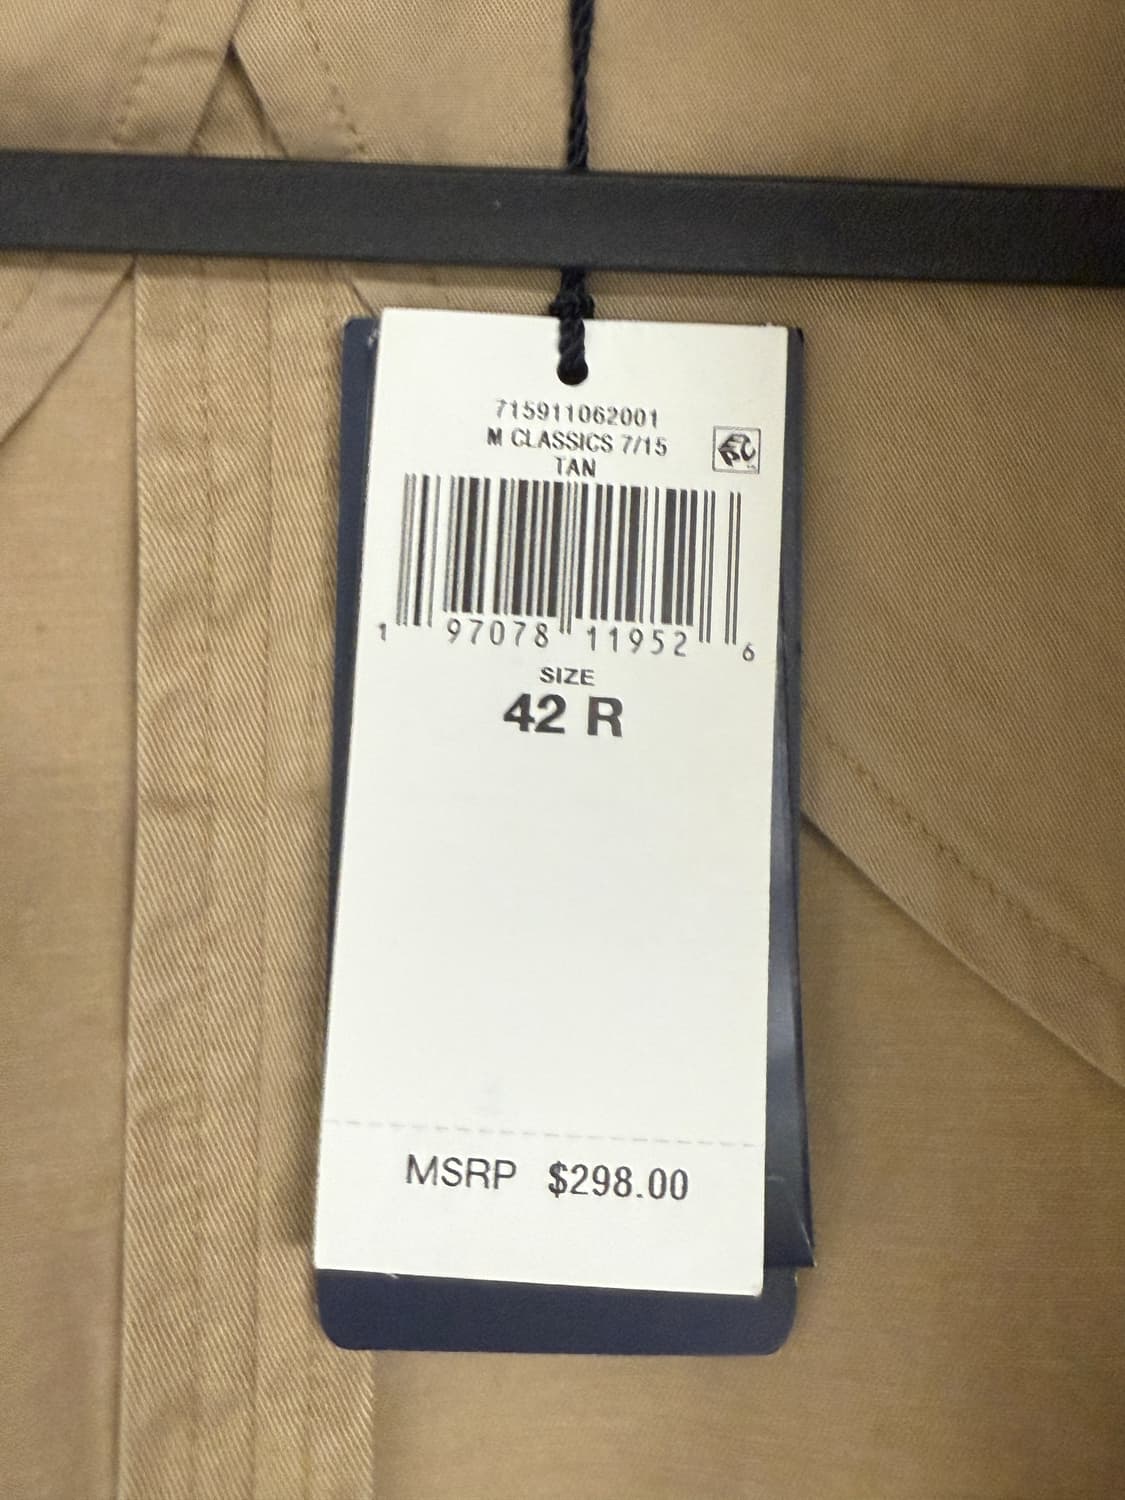 715911062001
M CLASSICS 7/15
TAN
1 97078 11952 6
SIZE
42 R
MSRP $298.00